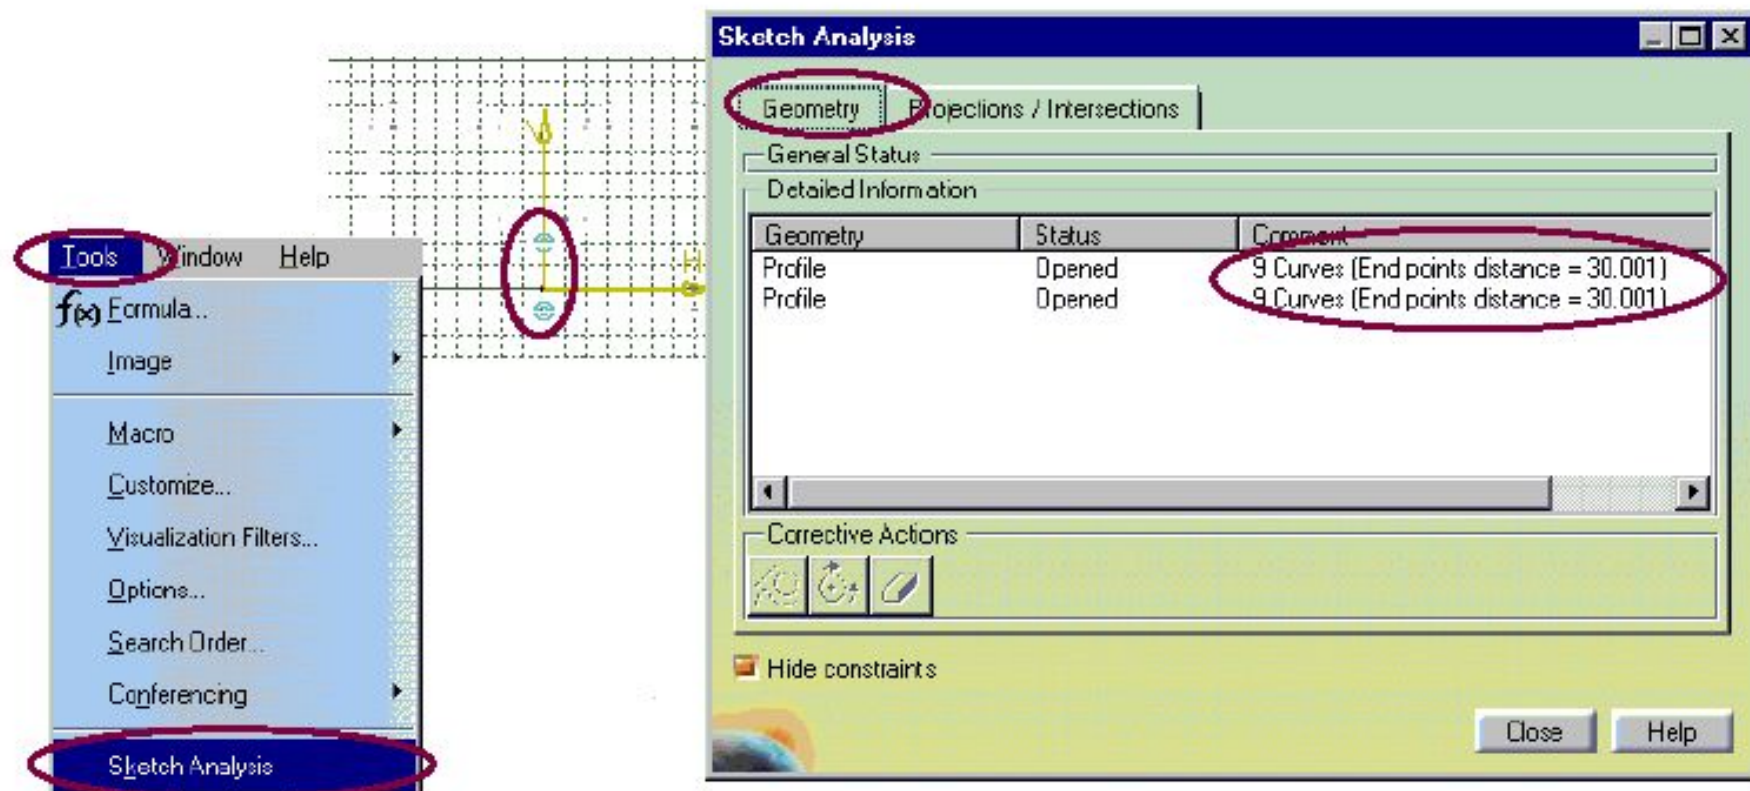 Sketch Analysis
Geometry Projections / Intersections
General Status
Detailed Information
Geometry Status Comment
Profile Opened 9 Curves (End points distance = 30.001)
Profile Opened 9 Curves (End points distance = 30.001)
Corrective Actions
Hide constraints
Close Help
V
H
Tools Window Help
f(x) Formula...
Image
Macro
Customize...
Visualization Filters...
Options...
Search Order...
Conferencing
Sketch Analysis